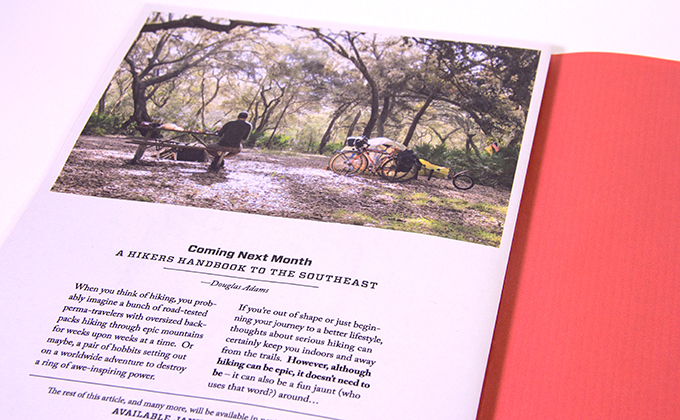 Coming Next Month
A HIKERS HANDBOOK TO THE SOUTHEAST
—Douglas Adams
When you think of hiking, you prob-
ably imagine a bunch of road-tested
perma-travelers with oversized back-
packs hiking through epic mountains
for weeks upon weeks at a time. Or
maybe, a pair of hobbits setting out
on a worldwide adventure to destroy
a ring of awe-inspiring power.
If you're out of shape or just begin-
ning your journey to a better lifestyle,
thoughts about serious hiking can
certainly keep you indoors and away
from the trails. However, although
hiking can be epic, it doesn't need to
be – it can also be a fun jaunt (who
uses that word?) around…
The rest of this article, and many more, will be available in
AVAILABLE